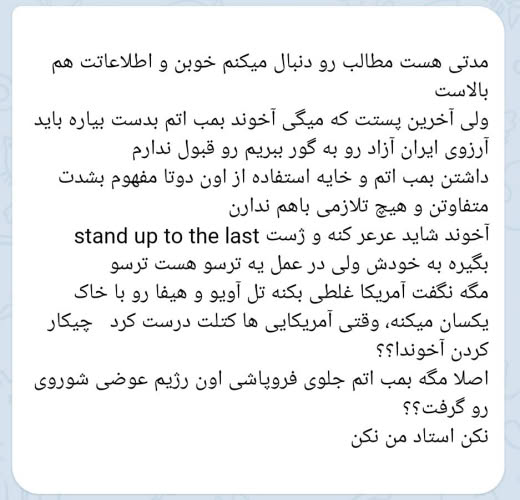 مدتی هست مطالب رو دنبال میکنم خوبن و اطلاعاتت هم
بالاست
ولی آخرین پستت که میگی آخوند بمب اتم بدست بیاره باید
آرزوی ایران آزاد رو به گور ببریم رو قبول ندارم
داشتن بمب اتم و خایه استفاده از اون دوتا مفهوم بشدت
متفاوتن و هیچ تلازمی باهم ندارن
آخوند شاید عرعر کنه و ژست stand up to the last
بگیره به خودش ولی در عمل یه ترسو هست ترسو
مگه نگفت آمریکا غلطی بکنه تل آویو و هیفا رو با خاک
یکسان میکنه، وقتی آمریکایی ها کتلت درست کرد چیکار
کردن آخوندا؟؟
اصلا مگه بمب اتم جلوی فروپاشی اون رژیم عوضی شوروی
رو گرفت؟؟
نکن استاد من نکن